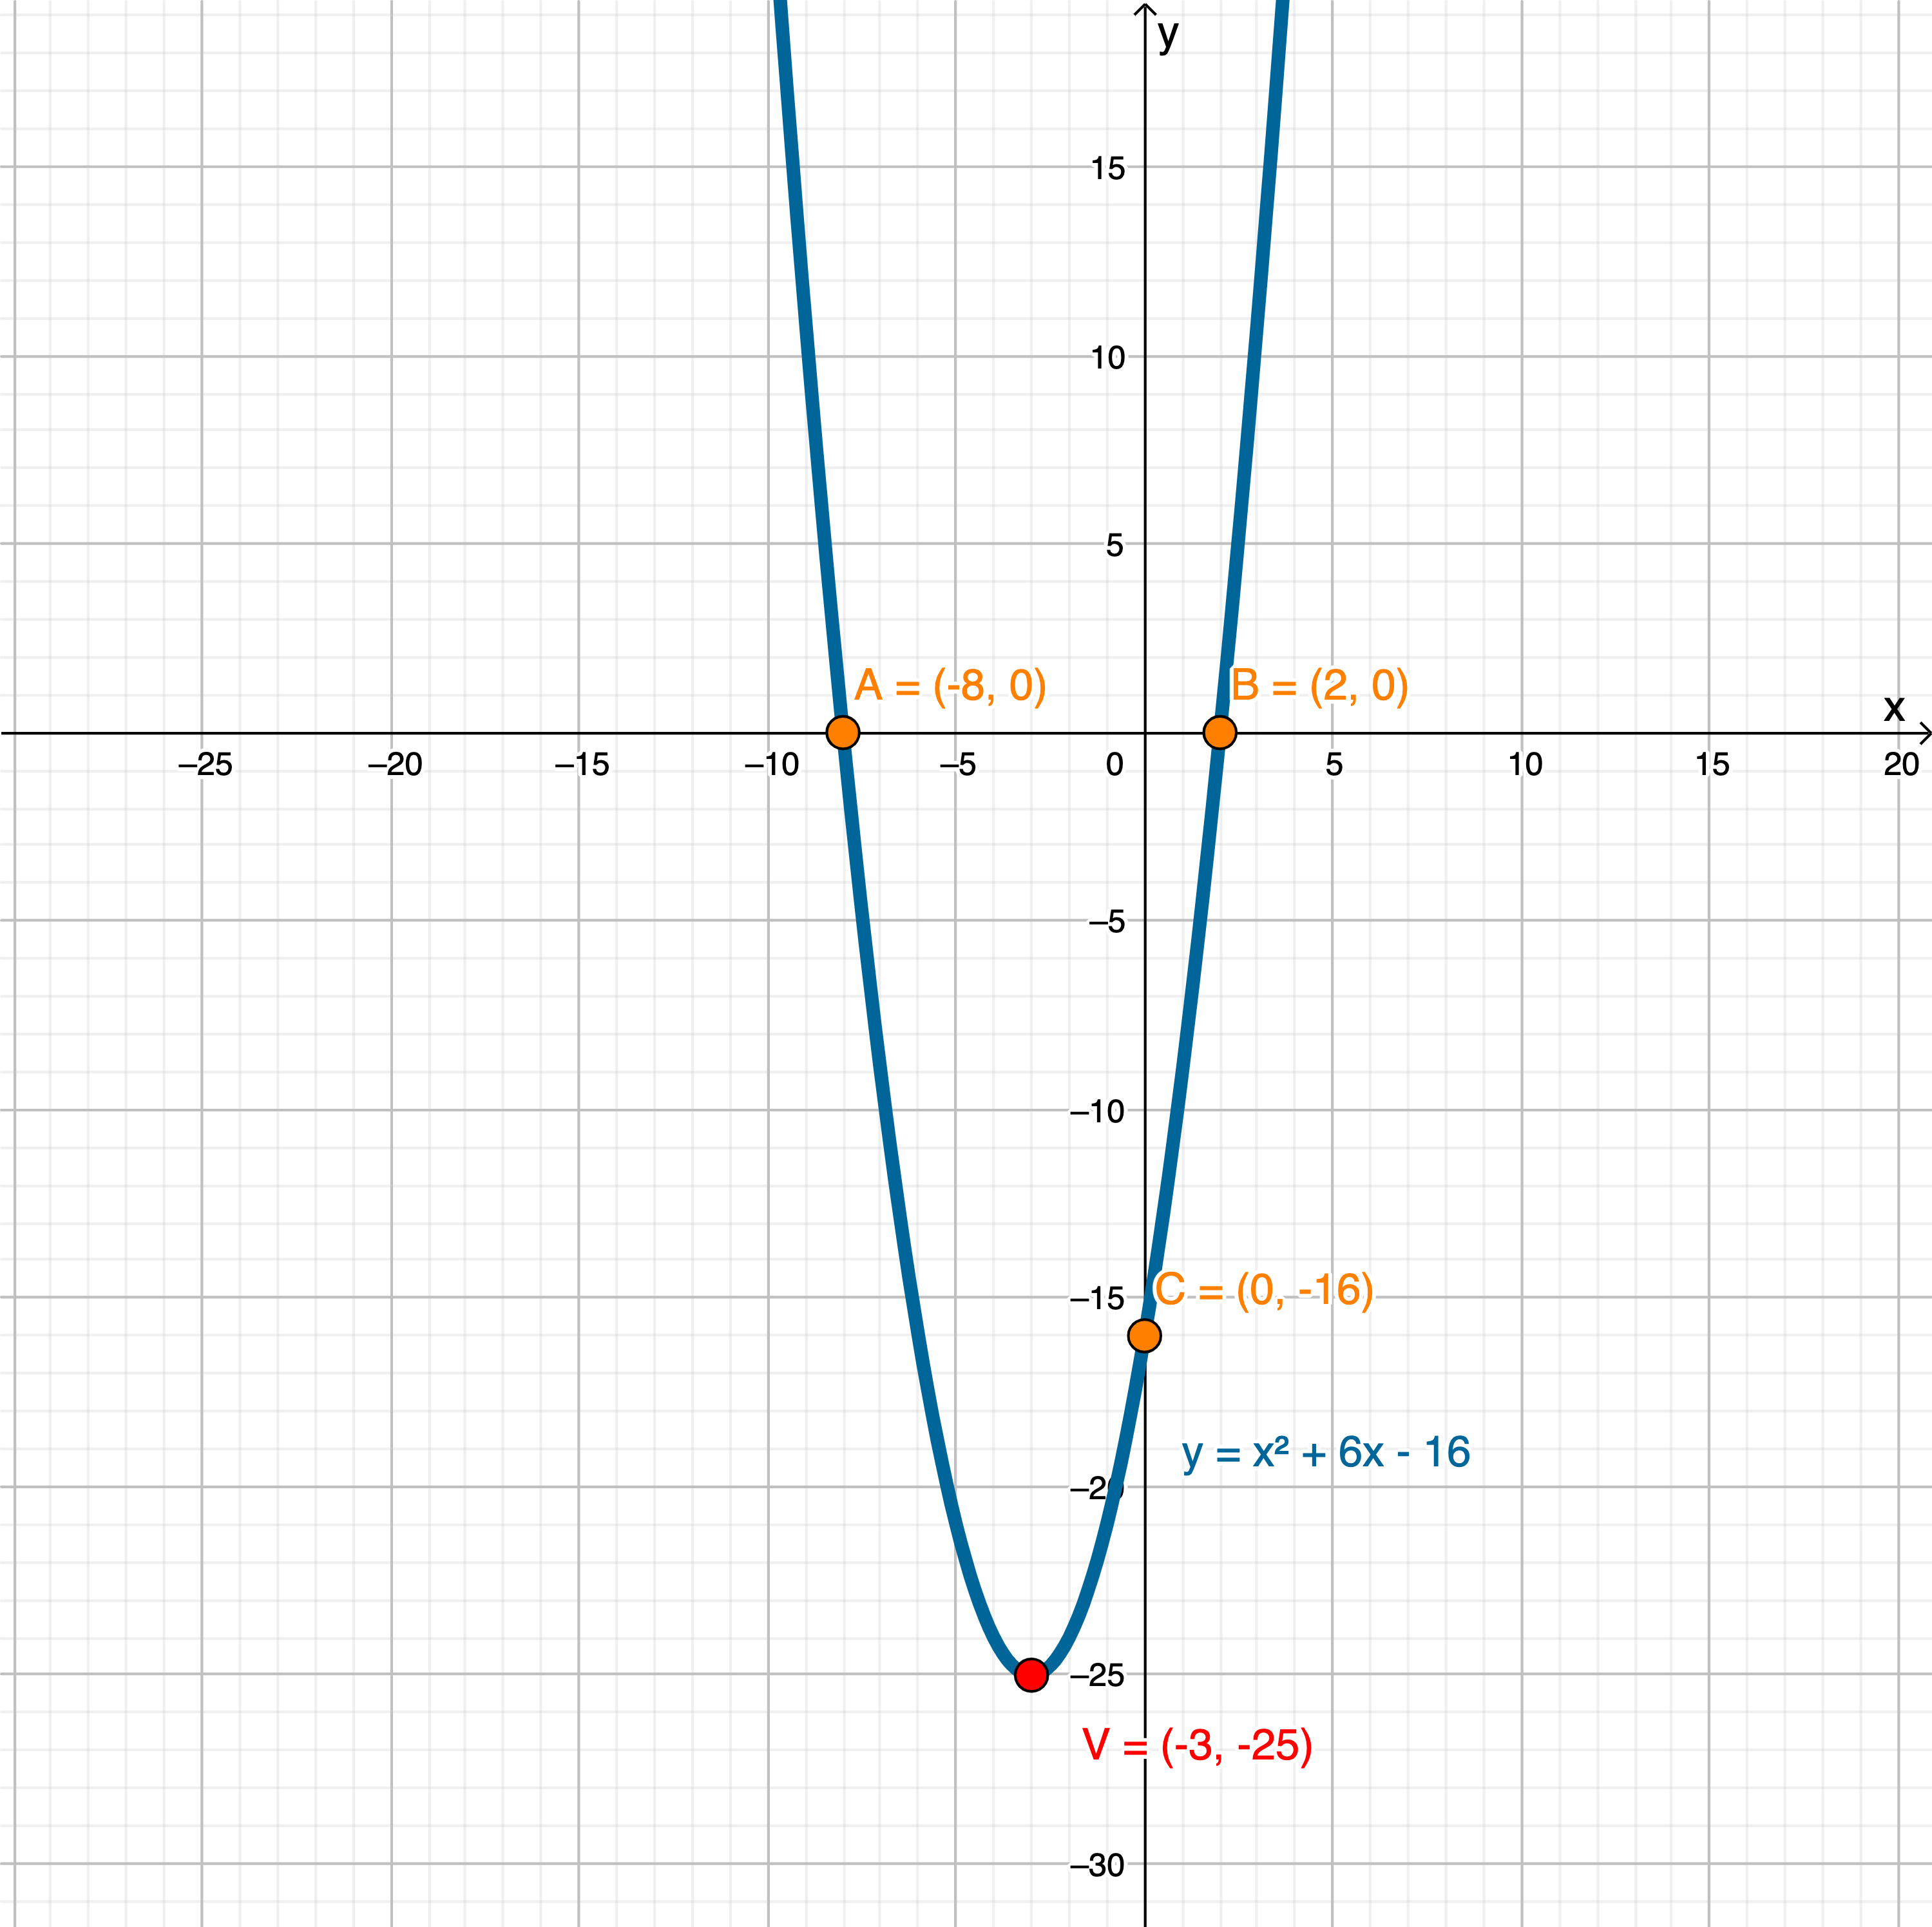 y
15
10
5
A = (-8, 0)
B = (2, 0)
x
–25 –20 –15 –10 –5 0 5 10 15 20
–5
–10
C = (0, -16)
–15
y = x² + 6x - 16
–20
–25
V = (-3, -25)
–30